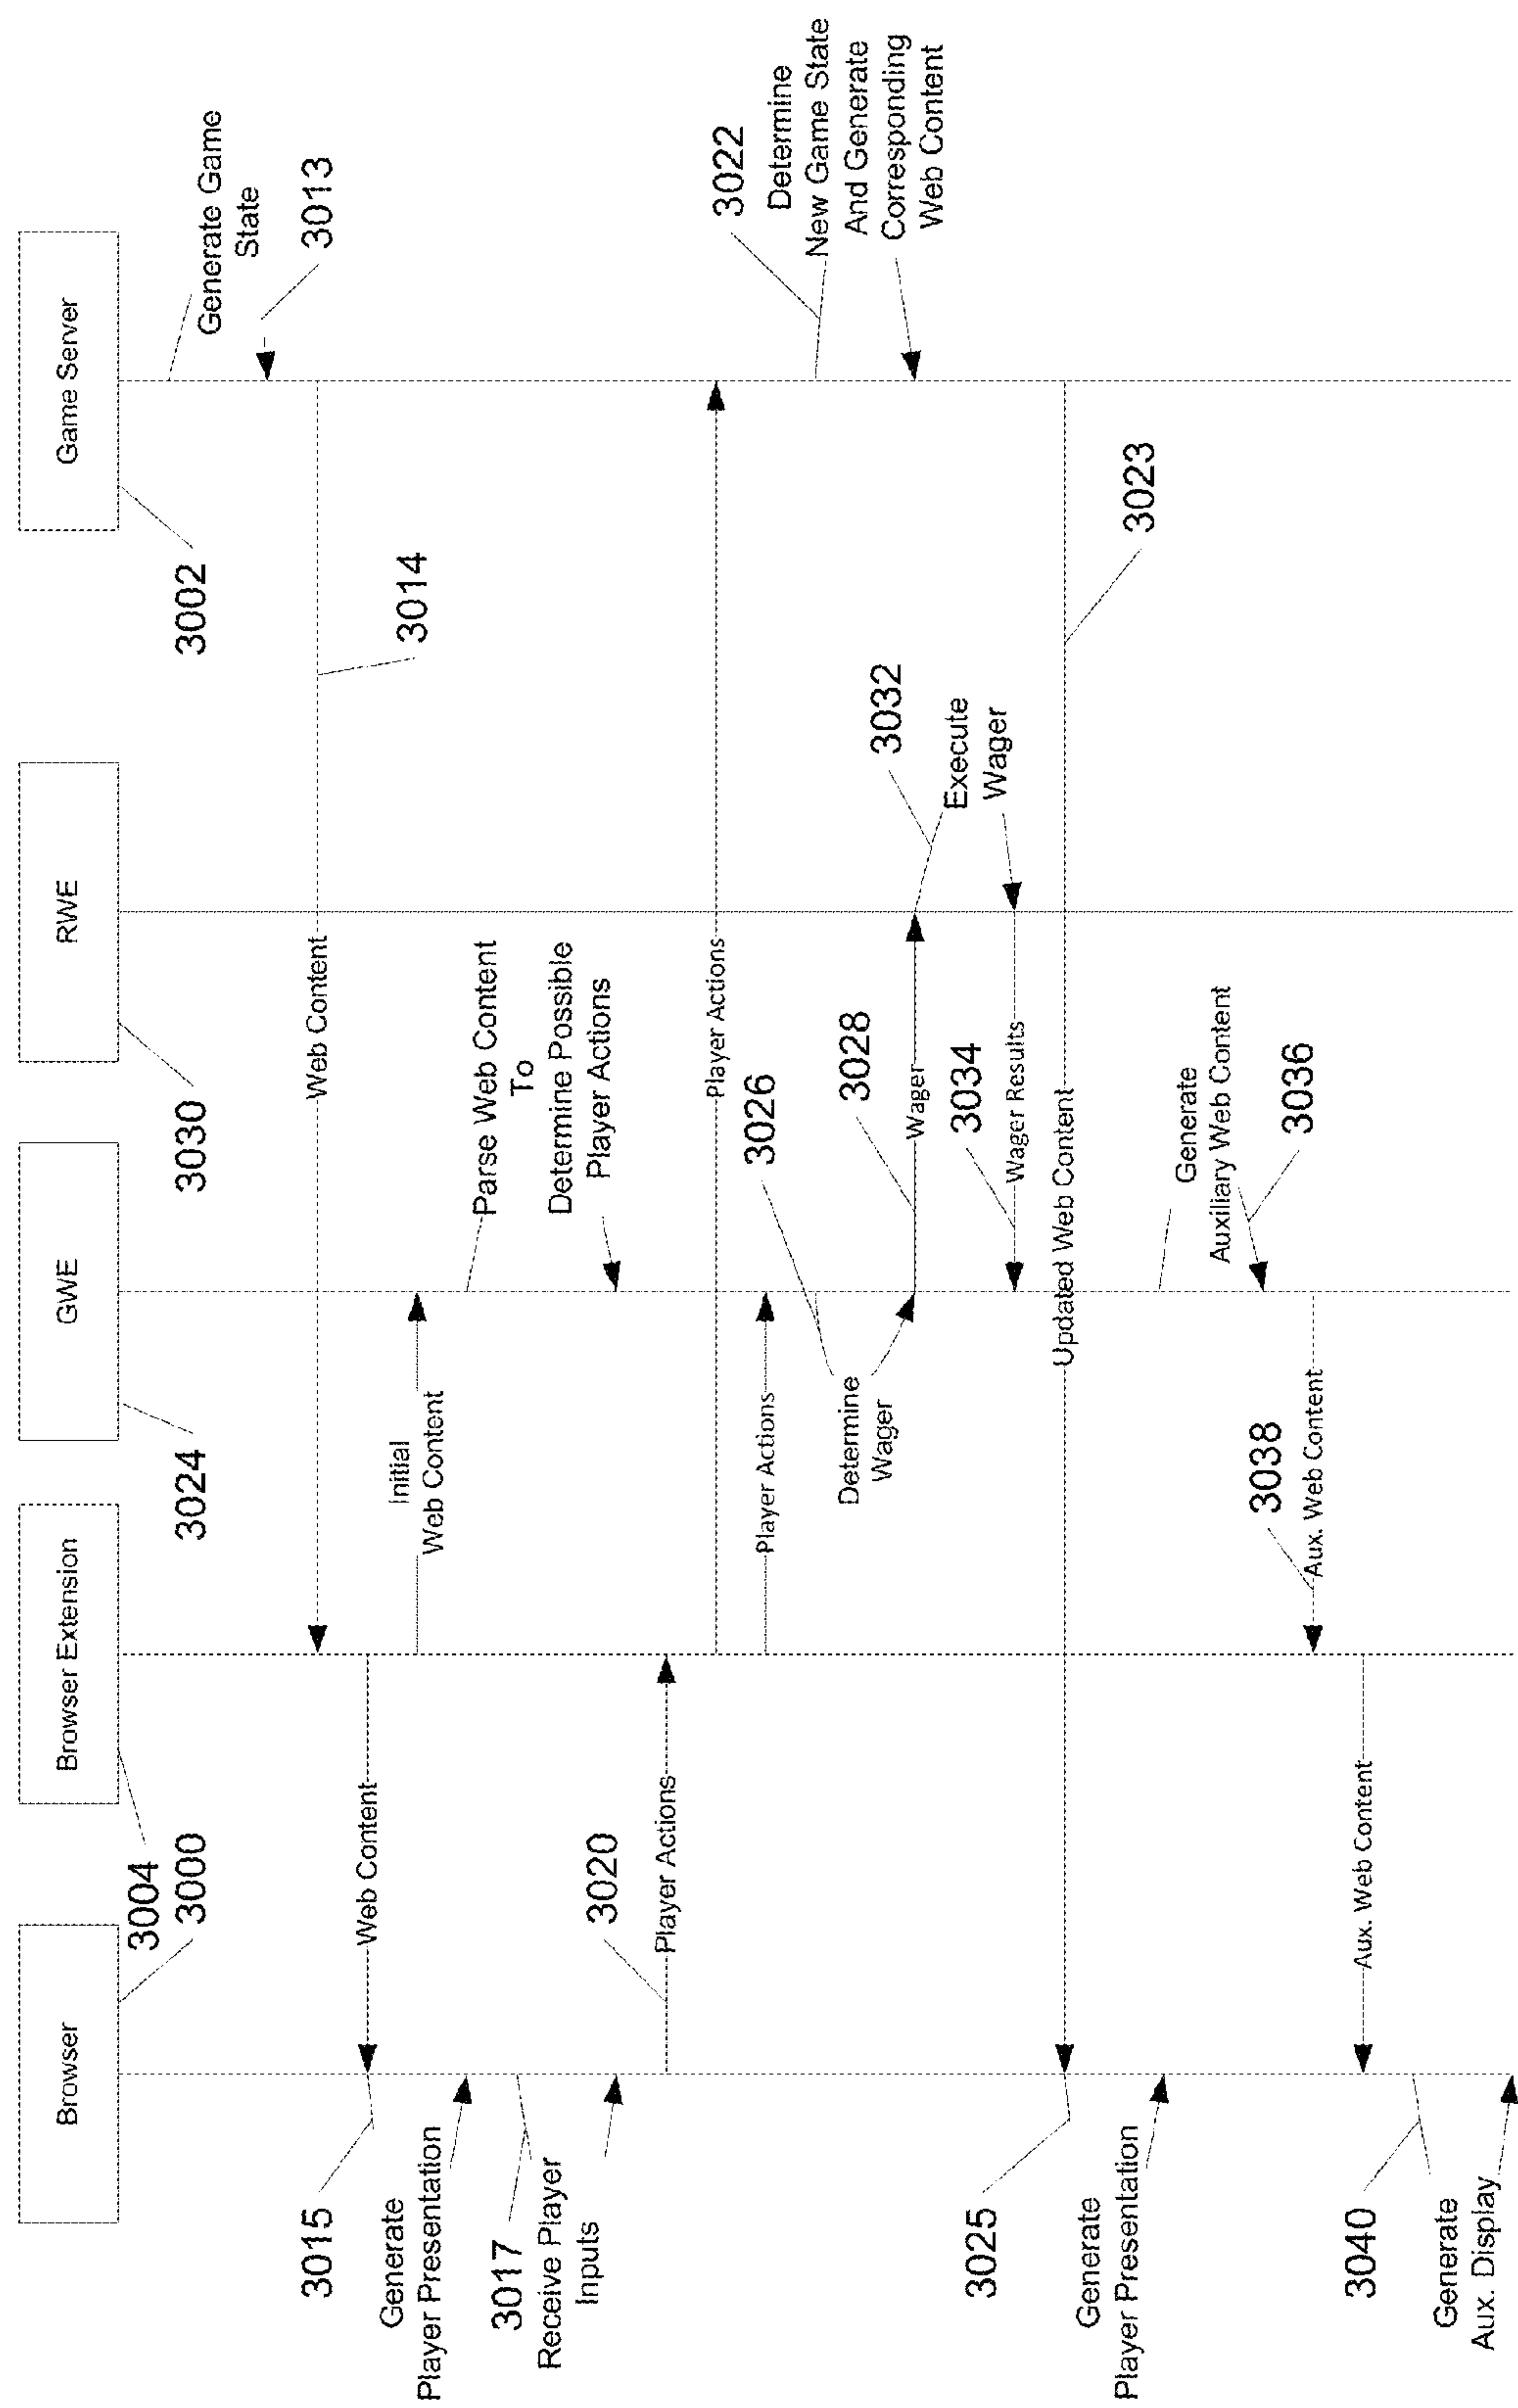 Browser
Browser Extension
GWE
RWE
Game Server
3004
3000
3024
3030
3002
Generate Game
State
3013
Web Content
3014
3015
Web Content
Generate
Player Presentation
Initial
Web Content
Parse Web Content
To
Determine Possible
Player Actions
3017
Receive Player
Inputs
3020
Player Actions
Player Actions
Player Actions
3022
Determine
New Game State
And Generate
Corresponding
Web Content
3026
Determine
Wager
3028
Wager
3032
Execute
Wager
3034
Wager Results
Updated Web Content
3023
3025
Generate
Player Presentation
Generate
Auxiliary Web Content
3036
3038
Aux. Web Content
Aux. Web Content
3040
Generate
Aux. Display